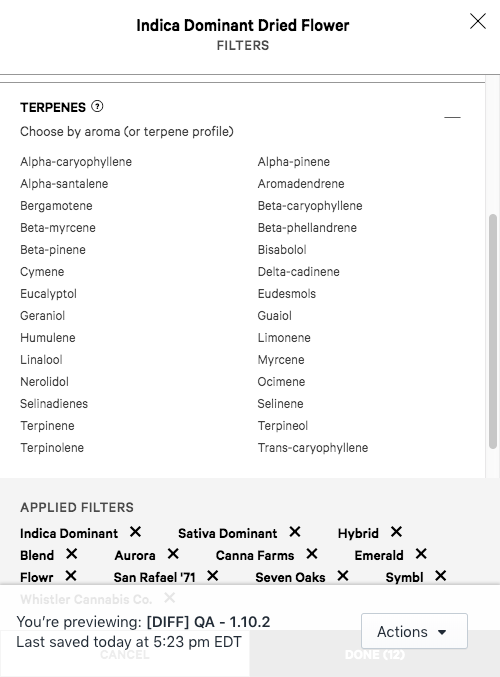 Indica Dominant Dried Flower
FILTERS
TERPENES ?
Choose by aroma (or terpene profile)
Alpha-caryophyllene Alpha-pinene
Alpha-santalene Aromadendrene
Bergamotene Beta-caryophyllene
Beta-myrcene Beta-phellandrene
Beta-pinene Bisabolol
Cymene Delta-cadinene
Eucalyptol Eudesmols
Geraniol Guaiol
Humulene Limonene
Linalool Myrcene
Nerolidol Ocimene
Selinadienes Selinene
Terpinene Terpineol
Terpinolene Trans-caryophyllene
APPLIED FILTERS
Indica Dominant Sativa Dominant Hybrid
Blend Aurora Canna Farms Emerald
Flowr San Rafael '71 Seven Oaks Symbl
Whistler Cannabis Co.
You're previewing: [DIFF] QA - 1.10.2
Last saved today at 5:23 pm EDT
Actions
CANCEL DONE (12)